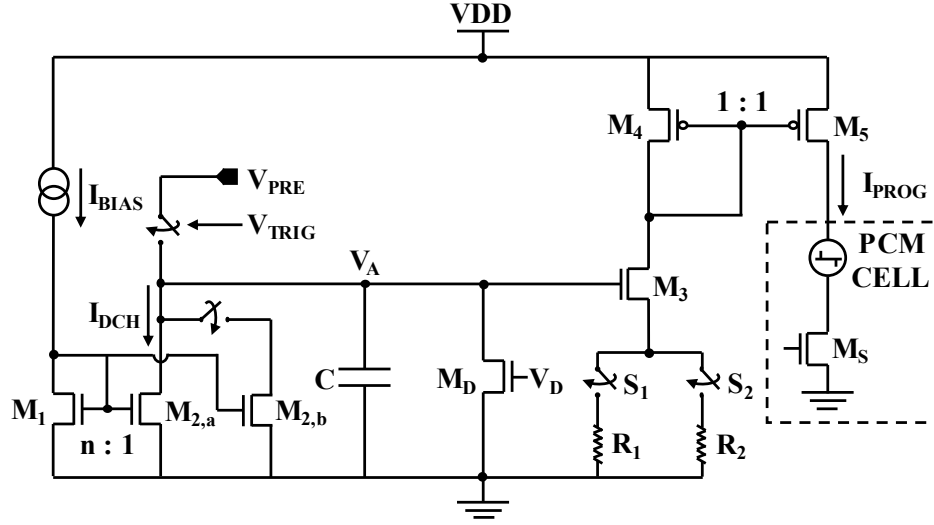 VDD
1 : 1
M4
M5
IBIAS
VPRE
IPROG
VTRIG
PCM
CELL
VA
M3
IDCH
MS
C
MD
VD
S1
S2
M1
M2,a
M2,b
n : 1
R1
R2